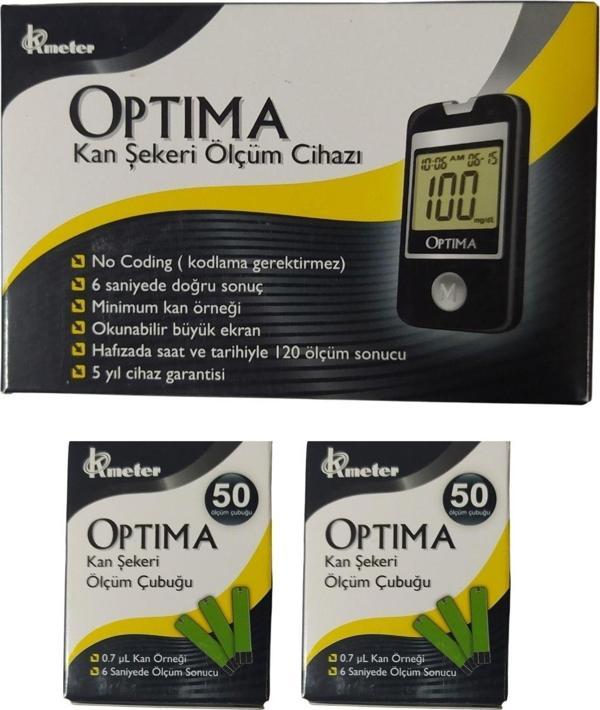 Kmeter
OPTIMA
Kan Şekeri Ölçüm Cihazı
10:06 AM 06-15
100
mg/dL
OPTIMA
M
No Coding ( kodlama gerektirmez)
6 saniyede doğru sonuç
Minimum kan örneği
Okunabilir büyük ekran
Hafızada saat ve tarihiyle 120 ölçüm sonucu
5 yıl cihaz garantisi
Kmeter
50
ölçüm çubuğu
OPTIMA
Kan Şekeri
Ölçüm Çubuğu
0.7 µL Kan Örneği
6 Saniyede Ölçüm Sonucu
Kmeter
50
ölçüm çubuğu
OPTIMA
Kan Şekeri
Ölçüm Çubuğu
0.7 µL Kan Örneği
6 Saniyede Ölçüm Sonucu